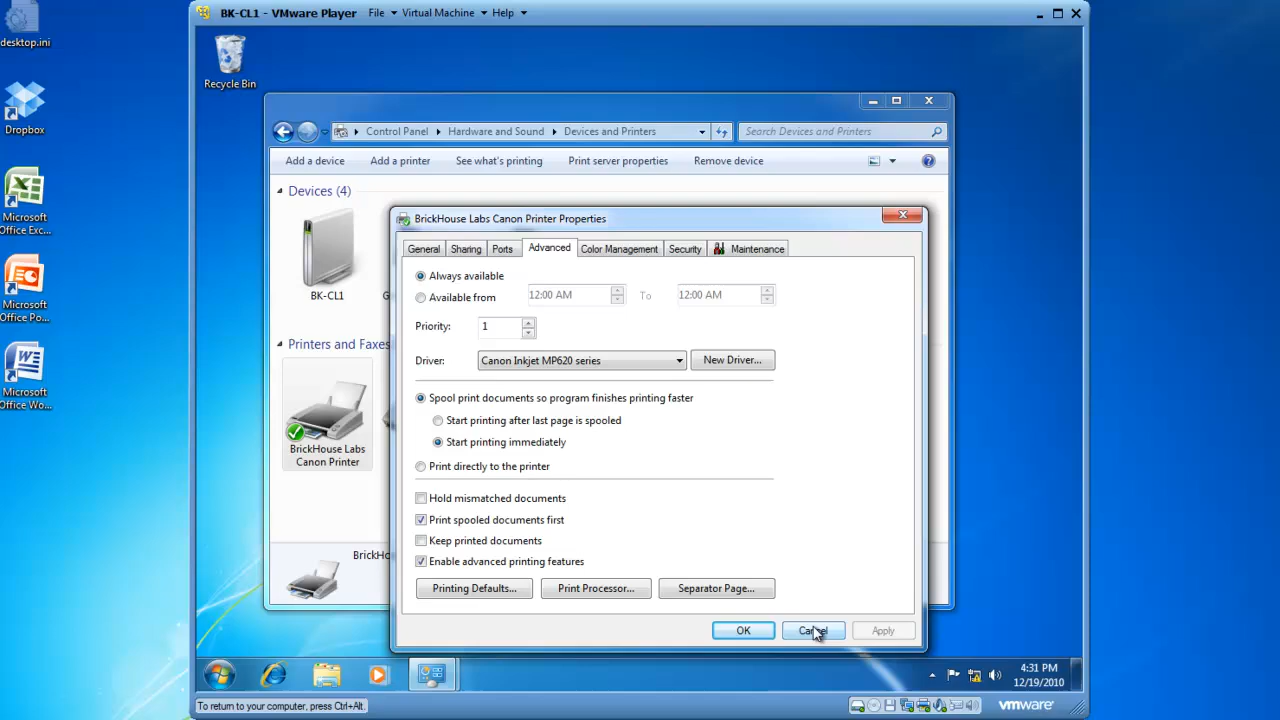 desktop.ini
Dropbox
Microsoft
Office Exc...
Microsoft
Office Po...
Microsoft
Office Wo...
BK-CL1 - VMware Player File Virtual Machine Help
Recycle Bin
Control Panel Hardware and Sound Devices and Printers Search Devices and Printers
Add a device Add a printer See what's printing Print server properties Remove device
Devices (4)
BK-CL1
G
Printers and Faxes
BrickHouse Labs
Canon Printer
BrickHo
BrickHouse Labs Canon Printer Properties
General Sharing Ports Advanced Color Management Security Maintenance
Always available
Available from 12:00 AM To 12:00 AM
Priority: 1
Driver: Canon Inkjet MP620 series New Driver...
Spool print documents so program finishes printing faster
Start printing after last page is spooled
Start printing immediately
Print directly to the printer
Hold mismatched documents
Print spooled documents first
Keep printed documents
Enable advanced printing features
Printing Defaults... Print Processor... Separator Page...
OK Cancel Apply
4:31 PM
12/19/2010
To return to your computer, press Ctrl+Alt.
vmware